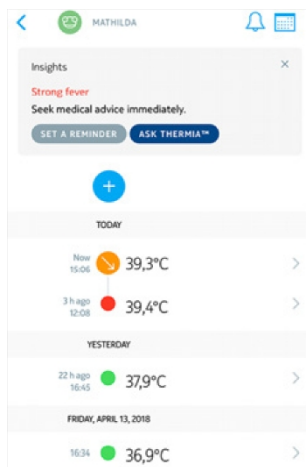 MATHILDA
Insights
Strong fever
Seek medical advice immediately.
SET A REMINDER ASK THERMIA™
TODAY
Now 39,3°C
15:06
3 h ago 39,4°C
12:08
YESTERDAY
22 h ago 37,9°C
16:45
FRIDAY, APRIL 13, 2018
16:34 36,9°C